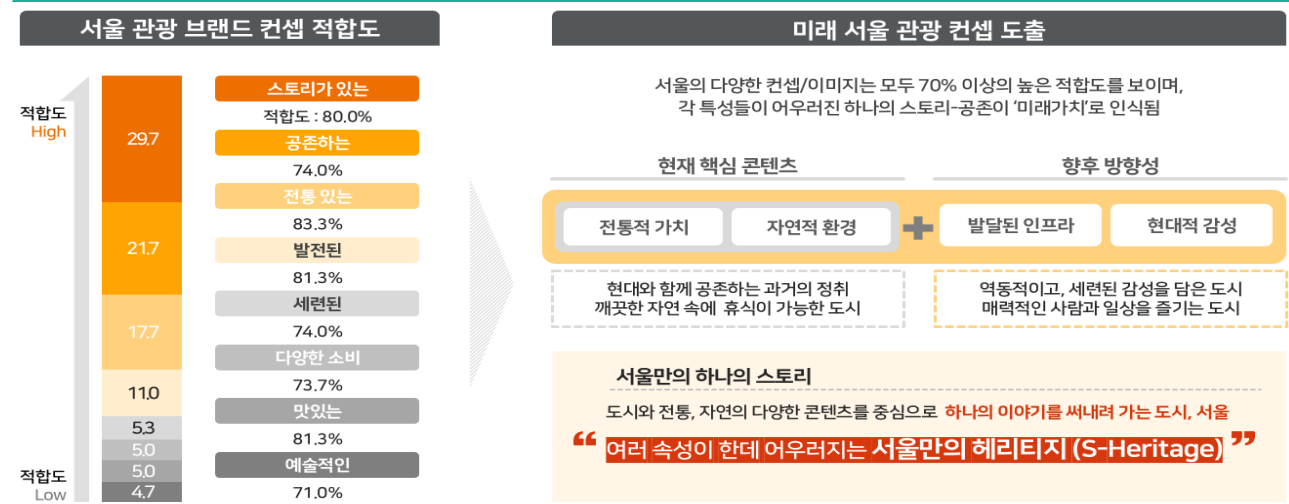 서울 관광 브랜드 컨셉 적합도
적합도
High
29.7
21.7
17.7
11.0
5.3
5.0
5.0
4.7
적합도
Low
스토리가 있는
적합도 : 80.0%
공존하는
74.0%
전통 있는
83.3%
발전된
81.3%
세련된
74.0%
다양한 소비
73.7%
맛있는
81.3%
예술적인
71.0%
미래 서울 관광 컨셉 도출
서울의 다양한 컨셉/이미지는 모두 70% 이상의 높은 적합도를 보이며,
각 특성들이 어우러진 하나의 스토리-공존이 ‘미래가치’로 인식됨
현재 핵심 콘텐츠
향후 방향성
전통적 가치
자연적 환경
+
발달된 인프라
현대적 감성
현대와 함께 공존하는 과거의 정취
깨끗한 자연 속에 휴식이 가능한 도시
역동적이고, 세련된 감성을 담은 도시
매력적인 사람과 일상을 즐기는 도시
서울만의 하나의 스토리
도시와 전통, 자연의 다양한 콘텐츠를 중심으로 하나의 이야기를 써내려 가는 도시, 서울
“ 여러 속성이 한데 어우러지는 서울만의 헤리티지 (S-Heritage) ”